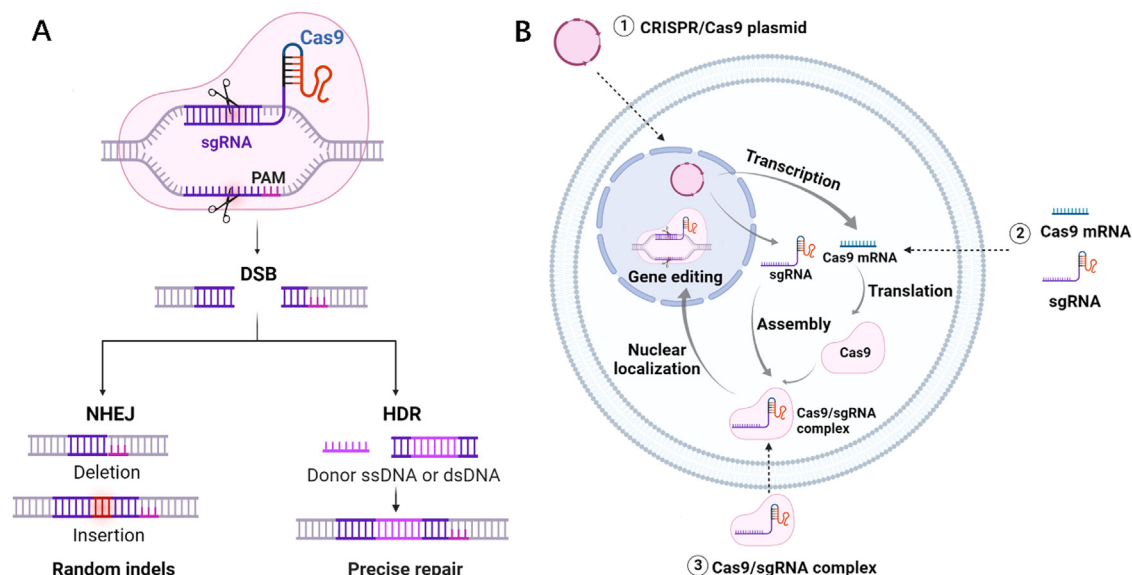 A
Cas9
sgRNA
PAM
DSB
NHEJ
Deletion
Insertion
Random indels
HDR
Donor ssDNA or dsDNA
Precise repair
B
1 CRISPR/Cas9 plasmid
Transcription
2
Cas9 mRNA
sgRNA
sgRNA
Cas9 mRNA
Gene editing
Translation
Assembly
Cas9
Nuclear
localization
Cas9/sgRNA
complex
3 Cas9/sgRNA complex